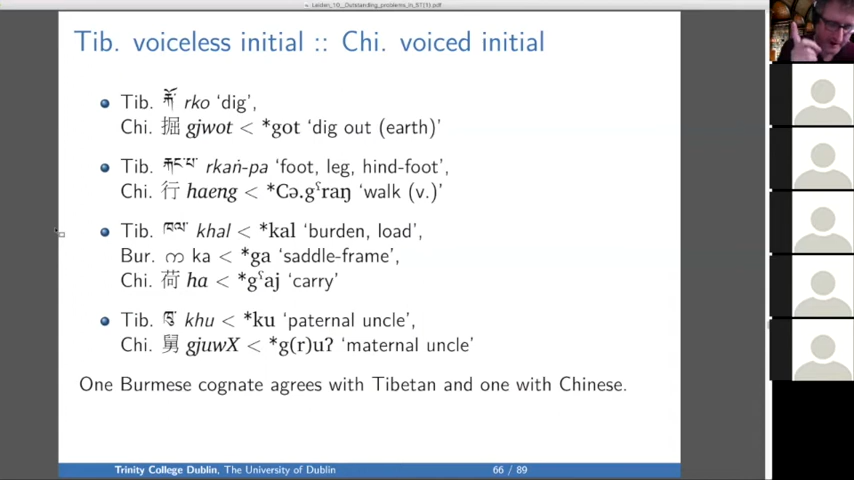 Leiden_10__Outstanding_problems_in_ST(1).pdf
Tib. voiceless initial :: Chi. voiced initial
Tib. རྐོ rko ‘dig’,
Chi. 掘 gjwot < *got ‘dig out (earth)’
Tib. རྐང་པ་ rkaṅ-pa ‘foot, leg, hind-foot’,
Chi. 行 haeng < *Cə.gˤraŋ ‘walk (v.)’
Tib. ཁལ་ khal < *kal ‘burden, load’,
Bur. က ka < *ga ‘saddle-frame’,
Chi. 荷 ha < *gˤaj ‘carry’
Tib. ཁུ་ khu < *ku ‘paternal uncle’,
Chi. 舅 gjuwX < *g(r)uʔ ‘maternal uncle’
One Burmese cognate agrees with Tibetan and one with Chinese.
Trinity College Dublin, The University of Dublin 66 / 89